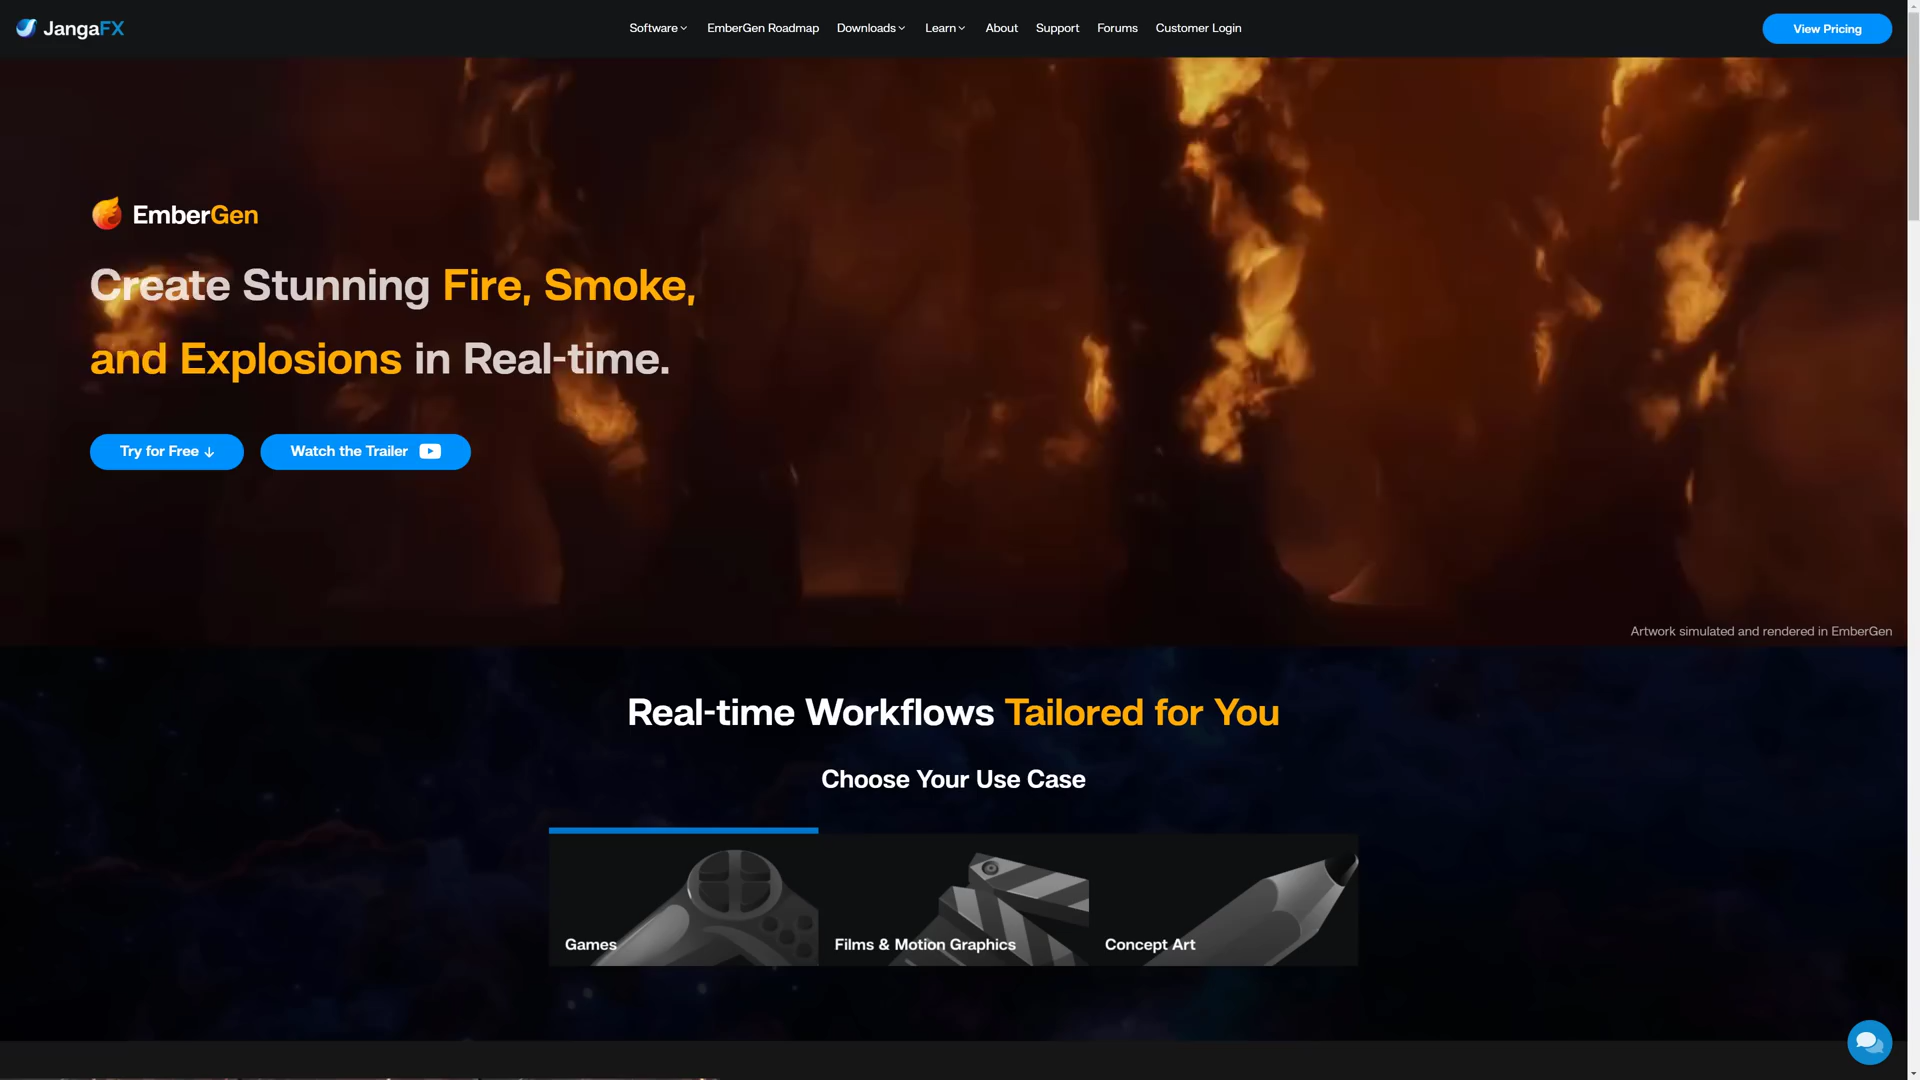 JangaFX
Software
EmberGen Roadmap
Downloads
Learn
About
Support
Forums
Customer Login
View Pricing
EmberGen
Create Stunning Fire, Smoke,
and Explosions in Real-time.
Try for Free
Watch the Trailer
Artwork simulated and rendered in EmberGen
Real-time Workflows Tailored for You
Choose Your Use Case
Games
Films & Motion Graphics
Concept Art